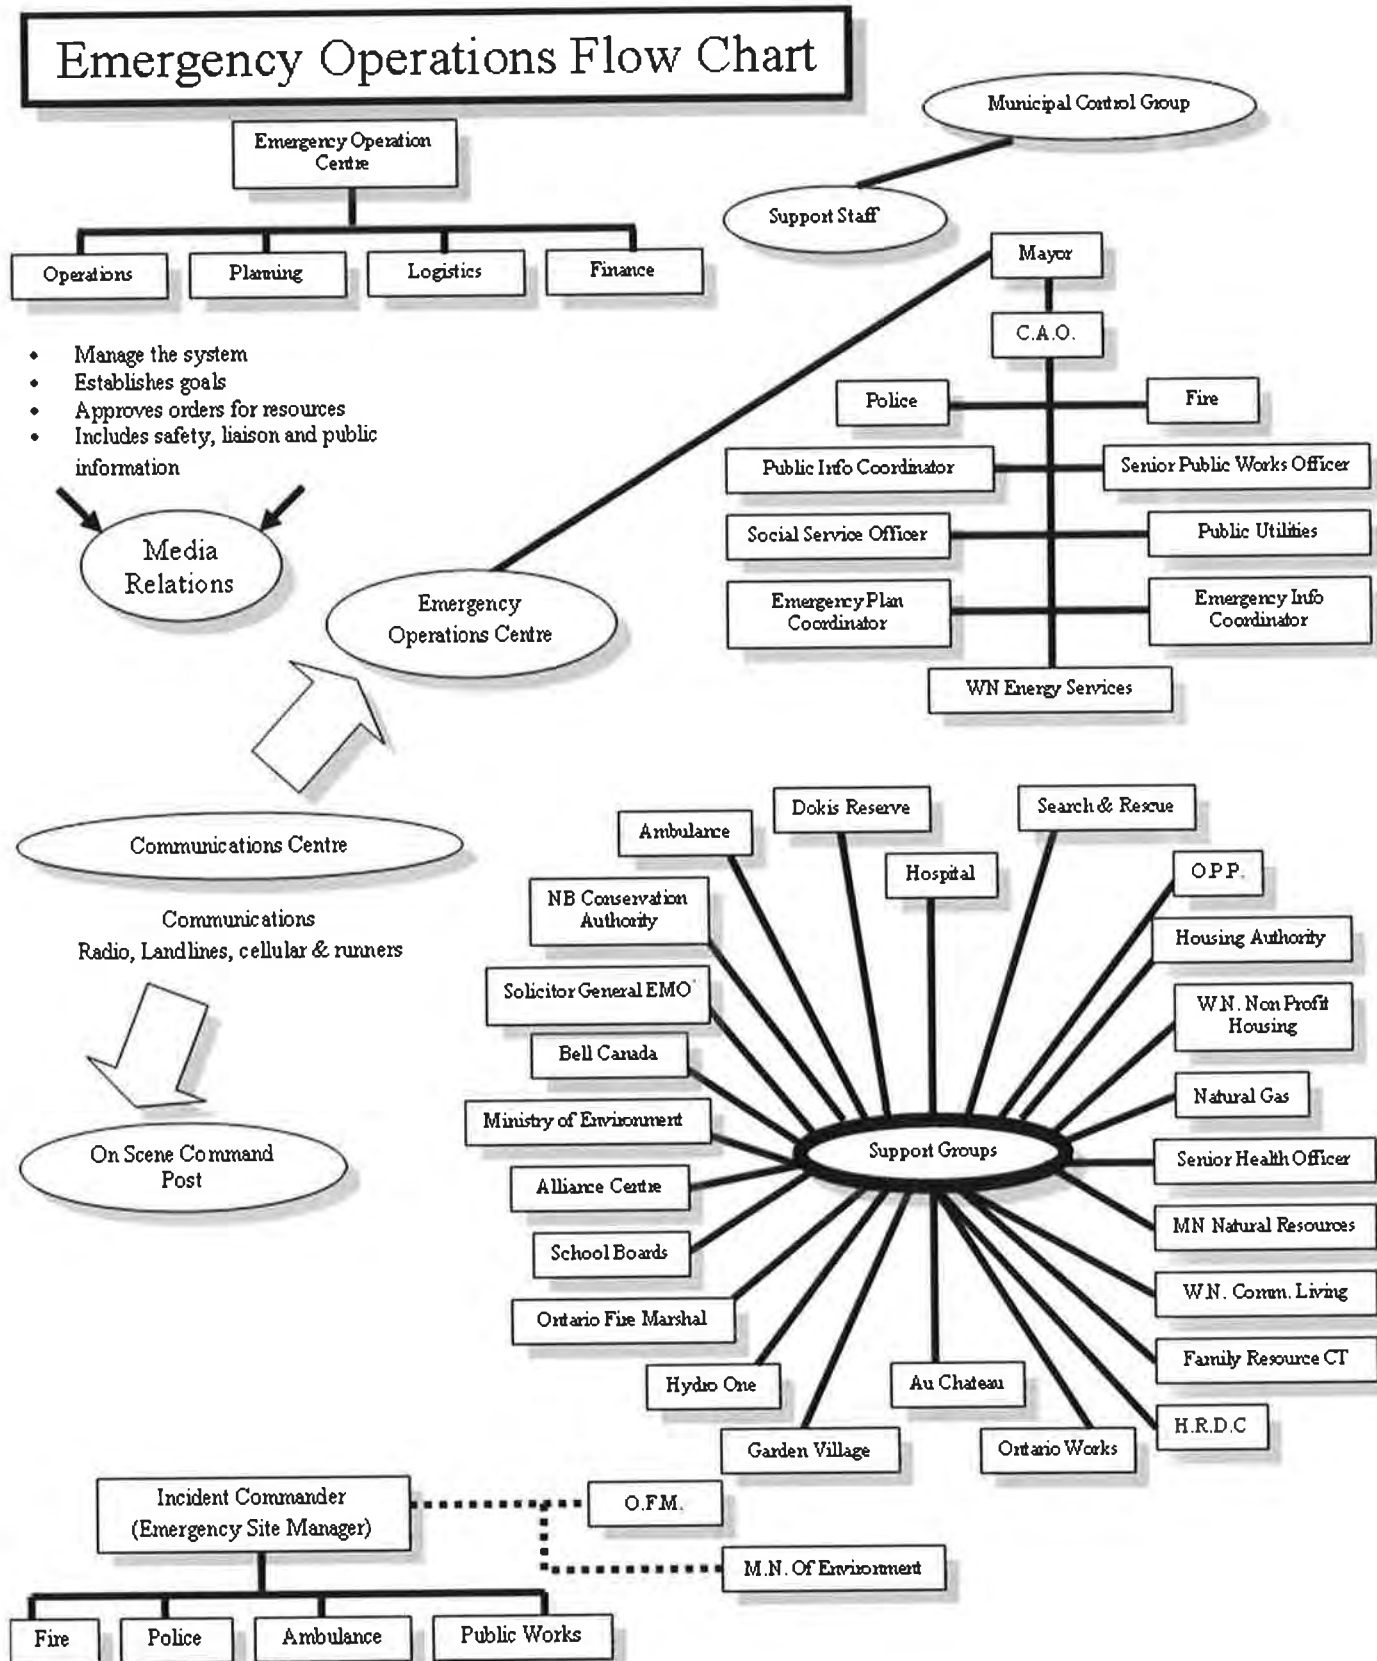 Emergency Operations Flow Chart
Municipal Control Group
Emergency Operation
Centre
Support Staff
Operations
Planning
Logistics
Finance
Mayor
C.A.O.
• Manage the system
• Establishes goals
• Approves orders for resources
• Includes safety, liaison and public
information
Police
Fire
Public Info Coordinator
Senior Public Works Officer
Social Service Officer
Public Utilities
Emergency Plan
Coordinator
Emergency Info
Coordinator
WN Energy Services
Media
Relations
Emergency
Operations Centre
Communications Centre
Communications
Radio, Landlines, cellular & runners
On Scene Command
Post
Ambulance
Dokis Reserve
Search & Rescue
Hospital
O.P.P.
NB Conservation
Authority
Housing Authority
Solicitor General EMO
W.N. Non Profit
Housing
Bell Canada
Natural Gas
Ministry of Environment
Support Groups
Senior Health Officer
Alliance Centre
MN Natural Resources
School Boards
W.N. Comm. Living
Ontario Fire Marshal
Family Resource CT
Hydro One
Au Chateau
H.R.D.C
Garden Village
Ontario Works
Incident Commander
(Emergency Site Manager)
O.F.M.
M.N. Of Environment
Fire
Police
Ambulance
Public Works